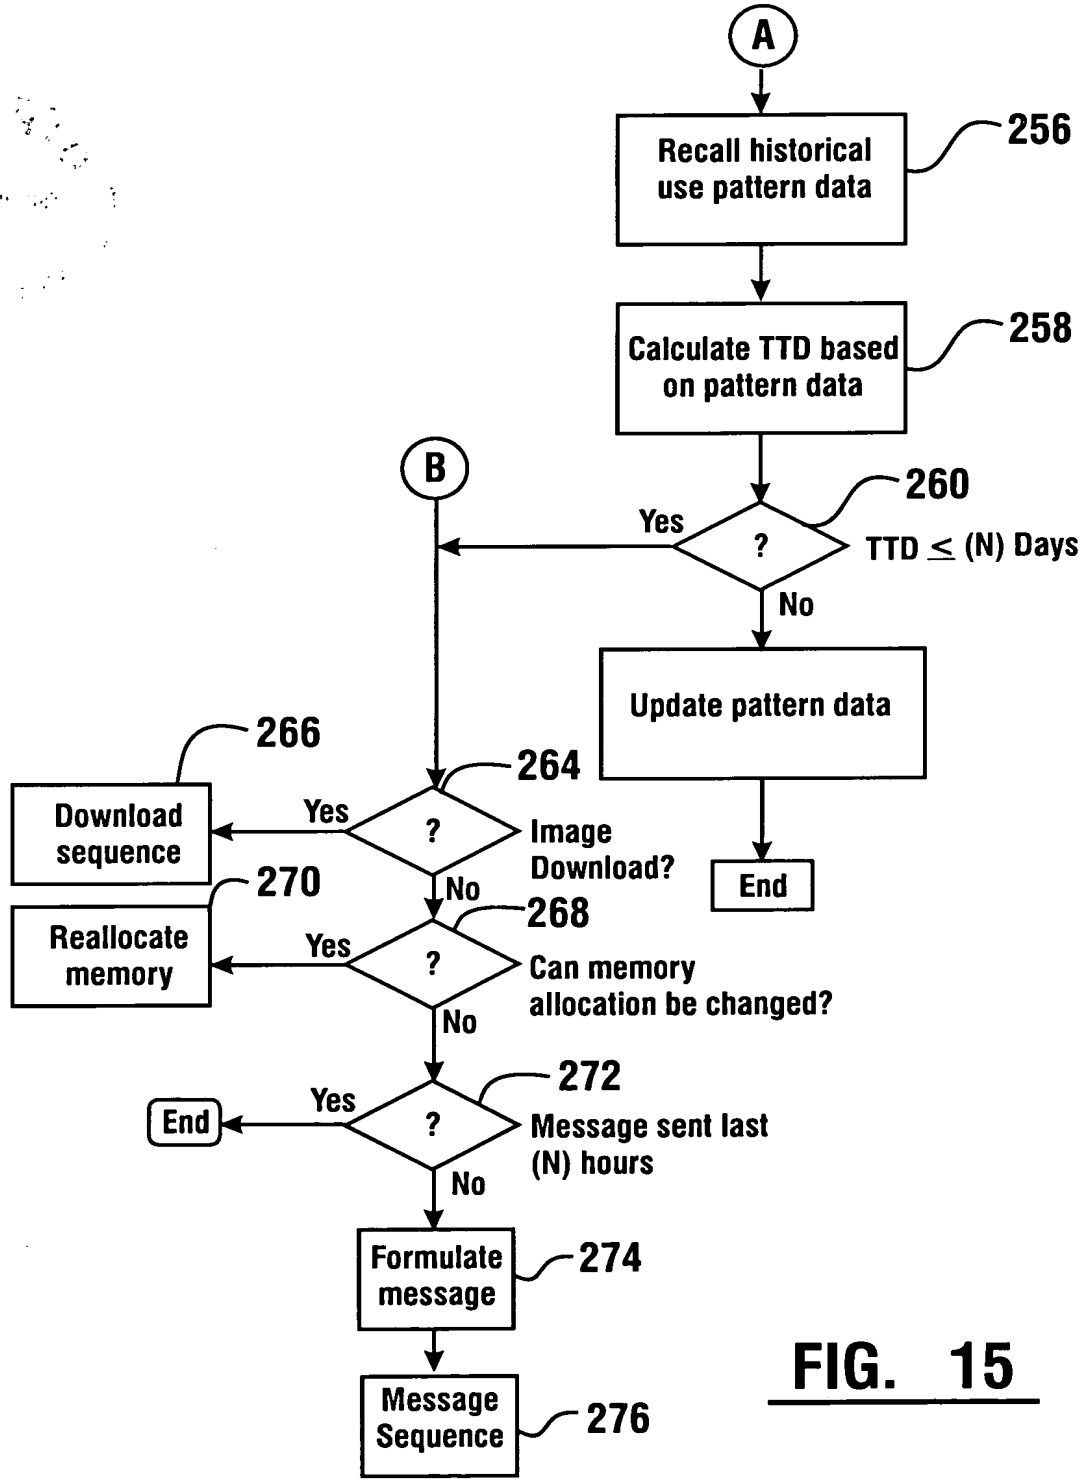 A
256
Recall historical
use pattern data
258
Calculate TTD based
on pattern data
B
260
Yes
?
TTD ≤ (N) Days
No
Update pattern data
End
266
264
Download
sequence
Yes
?
Image
Download?
No
270
268
Reallocate
memory
Yes
?
Can memory
allocation be changed?
No
272
End
Yes
?
Message sent last
(N) hours
No
Formulate
message
274
Message
Sequence
276
FIG. 15